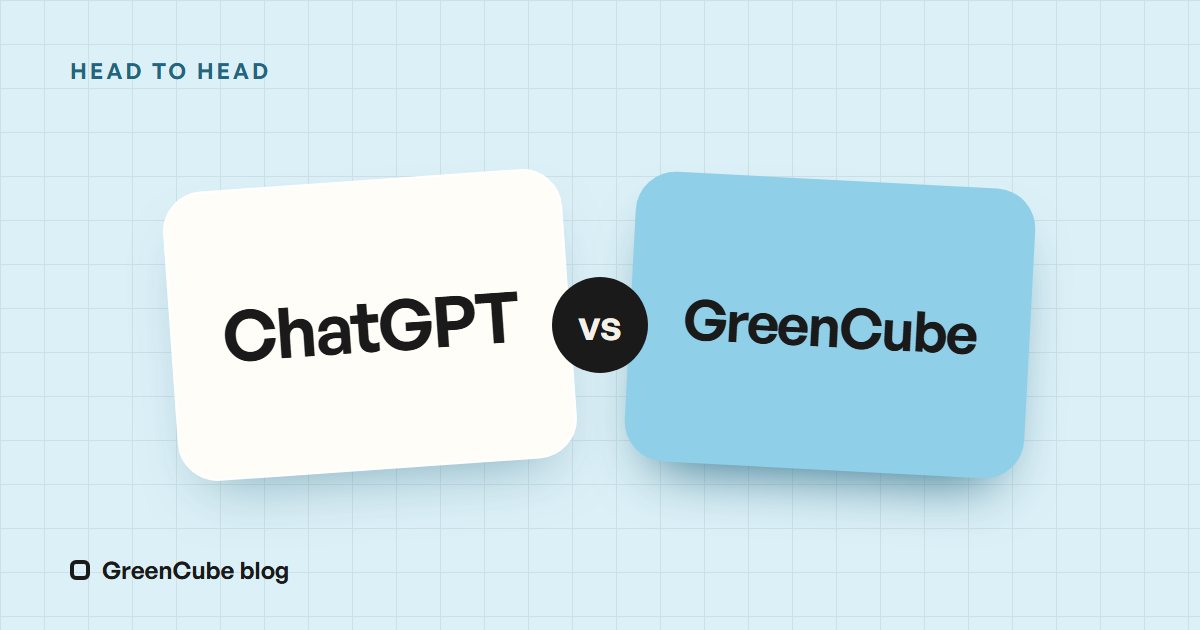 HEAD TO HEAD
ChatGPT
vs
GreenCube
GreenCube blog